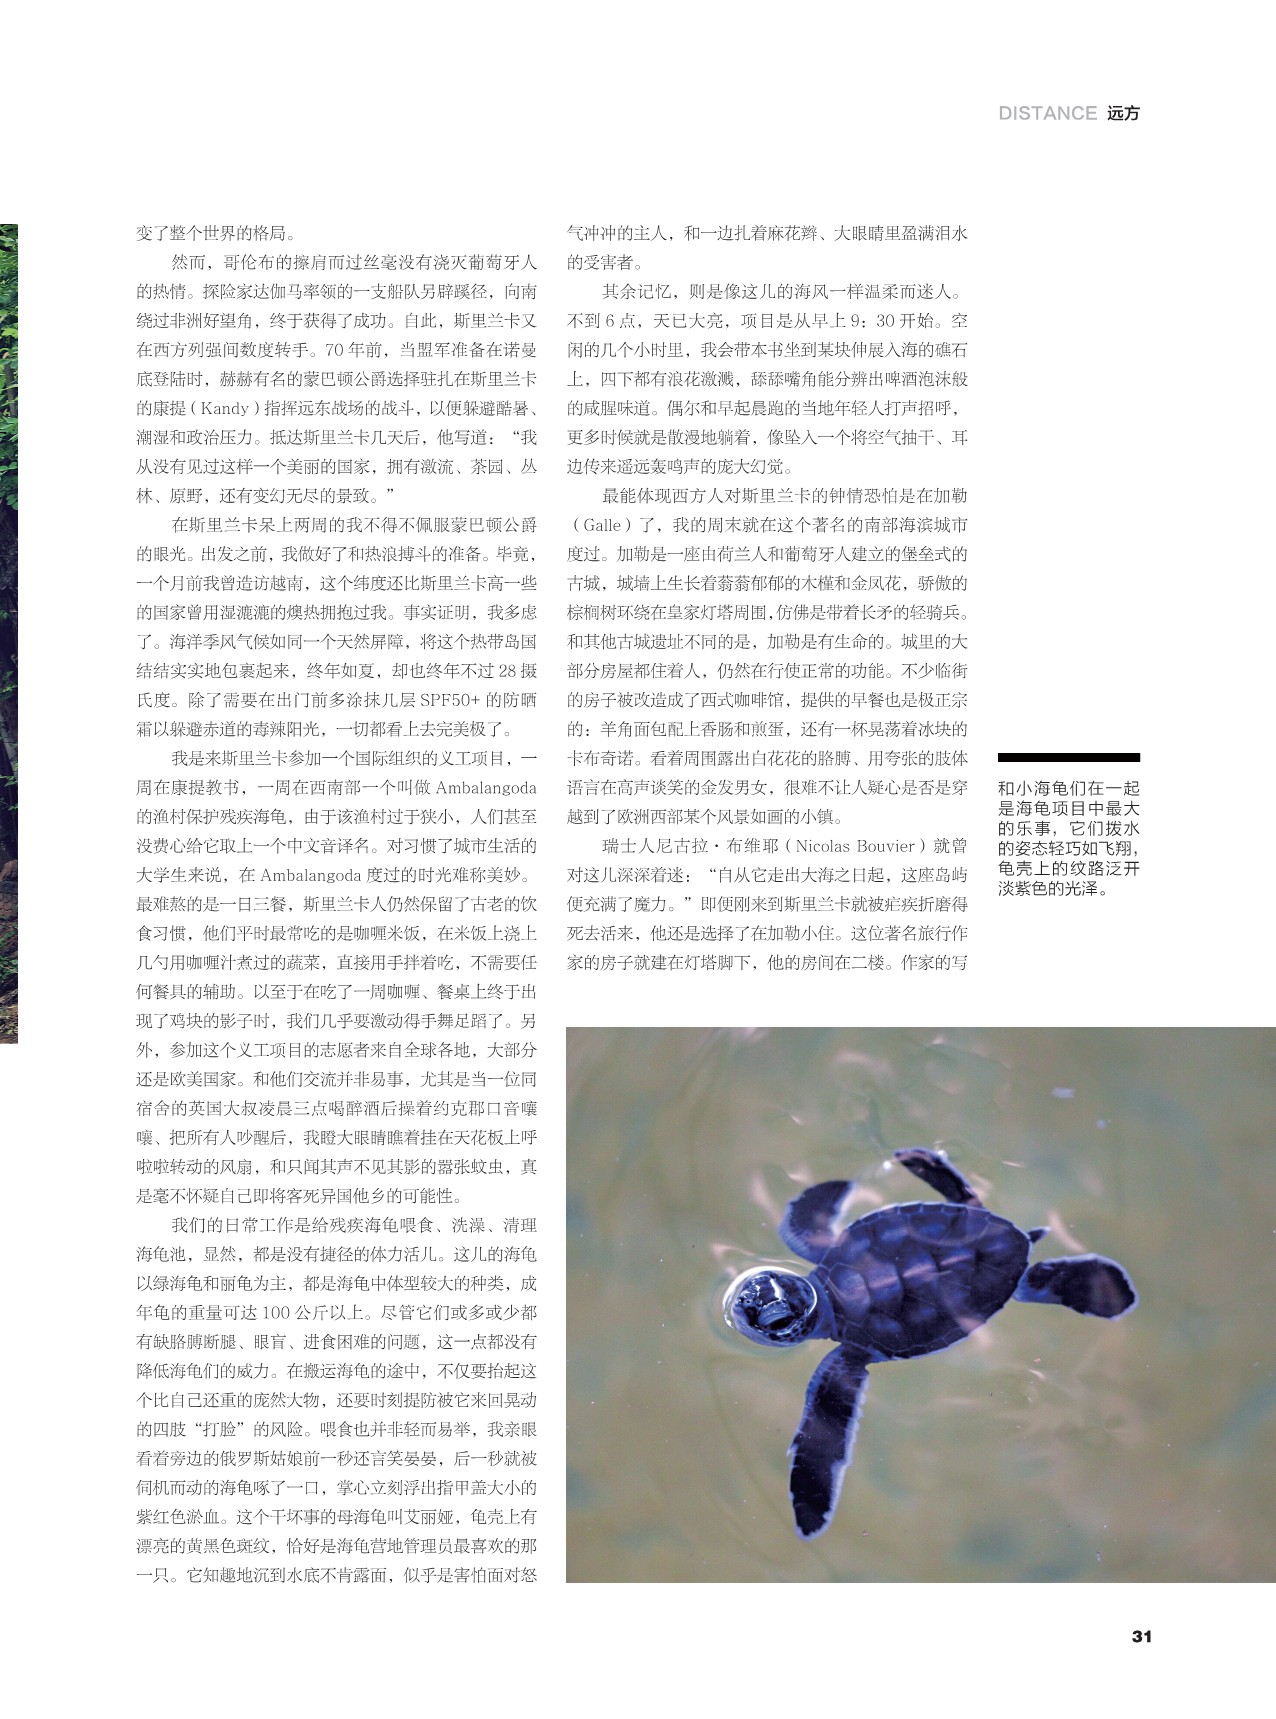 DISTANCE 远方
变了整个世界的格局。
然而，哥伦布的擦肩而过丝毫没有浇灭葡萄牙人
的热情。探险家达伽马率领的一支船队另辟蹊径，向南
绕过非洲好望角，终于获得了成功。自此，斯里兰卡又
在西方列强间数度转手。70 年前，当盟军准备在诺曼
底登陆时，赫赫有名的蒙巴顿公爵选择驻扎在斯里兰卡
的康提（Kandy）指挥远东战场的战斗，以便躲避酷暑、
潮湿和政治压力。抵达斯里兰卡几天后，他写道：“我
从没有见过这样一个美丽的国家，拥有激流、茶园、丛
林、原野，还有变幻无尽的景致。”
在斯里兰卡呆上两周的我不得不佩服蒙巴顿公爵
的眼光。出发之前，我做好了和热浪搏斗的准备。毕竟，
一个月前我曾造访越南，这个纬度还比斯里兰卡高一些
的国家曾用湿漉漉的燠热拥抱过我。事实证明，我多虑
了。海洋季风气候如同一个天然屏障，将这个热带岛国
结结实实地包裹起来，终年如夏，却也终年不过 28 摄
氏度。除了需要在出门前多涂抹几层 SPF50+ 的防晒
霜以躲避赤道的毒辣阳光，一切都看上去完美极了。
我是来斯里兰卡参加一个国际组织的义工项目，一
周在康提教书，一周在西南部一个叫做 Ambalangoda
的渔村保护残疾海龟，由于该渔村过于狭小，人们甚至
没费心给它取上一个中文音译名。对习惯了城市生活的
大学生来说，在 Ambalangoda 度过的时光难称美妙。
最难熬的是一日三餐，斯里兰卡人仍然保留了古老的饮
食习惯，他们平时最常吃的是咖喱米饭，在米饭上浇上
几勺用咖喱汁煮过的蔬菜，直接用手拌着吃，不需要任
何餐具的辅助。以至于在吃了一周咖喱、餐桌上终于出
现了鸡块的影子时，我们几乎要激动得手舞足蹈了。另
外，参加这个义工项目的志愿者来自全球各地，大部分
还是欧美国家。和他们交流并非易事，尤其是当一位同
宿舍的英国大叔凌晨三点喝醉酒后操着约克郡口音嚷
嚷、把所有人吵醒后，我瞪大眼睛瞧着挂在天花板上呼
啦啦转动的风扇，和只闻其声不见其影的嚣张蚊虫，真
是毫不怀疑自己即将客死异国他乡的可能性。
我们的日常工作是给残疾海龟喂食、洗澡、清理
海龟池，显然，都是没有捷径的体力活儿。这儿的海龟
以绿海龟和丽龟为主，都是海龟中体型较大的种类，成
年龟的重量可达 100 公斤以上。尽管它们或多或少都
有缺胳膊断腿、眼盲、进食困难的问题，这一点都没有
降低海龟们的威力。在搬运海龟的途中，不仅要抬起这
个比自己还重的庞然大物，还要时刻提防被它来回晃动
的四肢“打脸”的风险。喂食也并非轻而易举，我亲眼
看着旁边的俄罗斯姑娘前一秒还言笑晏晏，后一秒就被
伺机而动的海龟啄了一口，掌心立刻浮出指甲盖大小的
紫红色淤血。这个干坏事的母海龟叫艾丽娅，龟壳上有
漂亮的黄黑色斑纹，恰好是海龟营地管理员最喜欢的那
一只。它知趣地沉到水底不肯露面，似乎是害怕面对怒
气冲冲的主人，和一边扎着麻花辫、大眼睛里盈满泪水
的受害者。
其余记忆，则是像这儿的海风一样温柔而迷人。
不到 6 点，天已大亮，项目是从早上 9：30 开始。空
闲的几个小时里，我会带本书坐到某块伸展入海的礁石
上，四下都有浪花激溅，舔舔嘴角能分辨出啤酒泡沫般
的咸腥味道。偶尔和早起晨跑的当地年轻人打声招呼，
更多时候就是散漫地躺着，像坠入一个将空气抽干、耳
边传来遥远轰鸣声的庞大幻觉。
最能体现西方人对斯里兰卡的钟情恐怕是在加勒
（Galle）了，我的周末就在这个著名的南部海滨城市
度过。加勒是一座由荷兰人和葡萄牙人建立的堡垒式的
古城，城墙上生长着蓊蓊郁郁的木槿和金凤花，骄傲的
棕榈树环绕在皇家灯塔周围，仿佛是带着长矛的轻骑兵。
和其他古城遗址不同的是，加勒是有生命的。城里的大
部分房屋都住着人，仍然在行使正常的功能。不少临街
的房子被改造成了西式咖啡馆，提供的早餐也是极正宗
的：羊角面包配上香肠和煎蛋，还有一杯晃荡着冰块的
卡布奇诺。看着周围露出白花花的胳膊、用夸张的肢体
语言在高声谈笑的金发男女，很难不让人疑心是否是穿
越到了欧洲西部某个风景如画的小镇。
瑞士人尼古拉·布维耶（Nicolas Bouvier）就曾
对这儿深深着迷：“自从它走出大海之日起，这座岛屿
便充满了魔力。”即便刚来到斯里兰卡就被疟疾折磨得
死去活来，他还是选择了在加勒小住。这位著名旅行作
家的房子就建在灯塔脚下，他的房间在二楼。作家的写
和小海龟们在一起
是海龟项目中最大
的乐事，它们拨水
的姿态轻巧如飞翔，
龟壳上的纹路泛开
淡紫色的光泽。
31